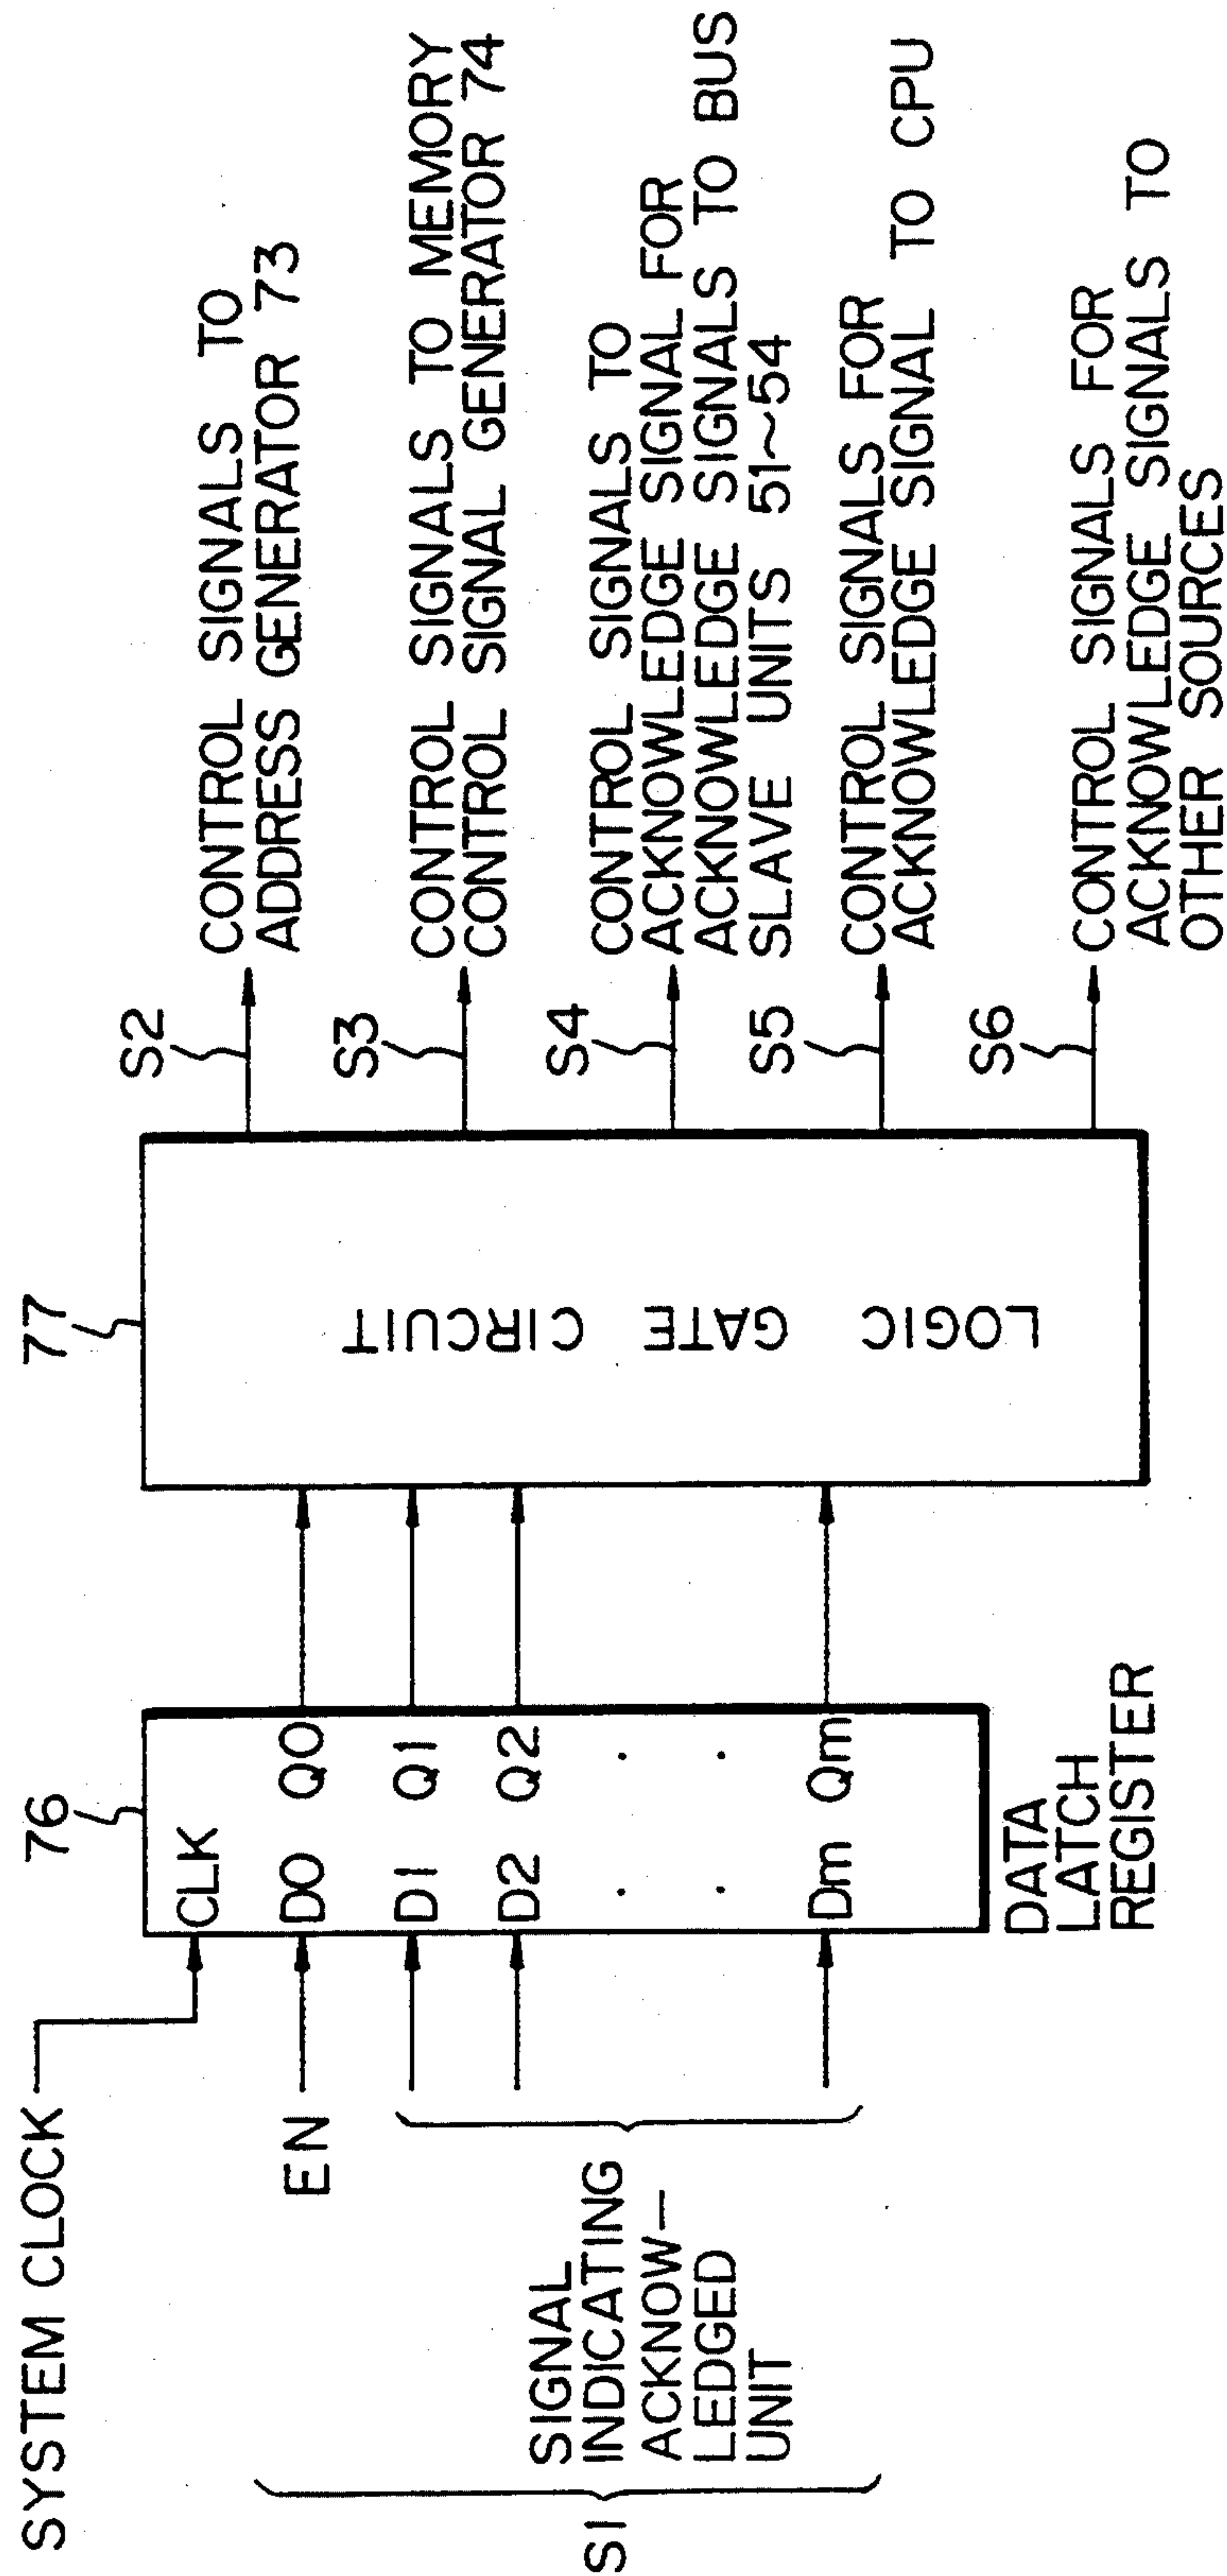 SYSTEM CLOCK
S1
EN
SIGNAL
INDICATING
ACKNOW-
LEDGED
UNIT
76
CLK
D0 Q0
D1 Q1
D2 Q2
. .
. .
Dm Qm
DATA
LATCH
REGISTER
77
LOGIC GATE CIRCUIT
S2
CONTROL SIGNALS TO
ADDRESS GENERATOR 73
S3
CONTROL SIGNALS TO MEMORY
CONTROL SIGNAL GENERATOR 74
S4
CONTROL SIGNALS TO
ACKNOWLEDGE SIGNAL FOR
ACKNOWLEDGE SIGNALS TO BUS
SLAVE UNITS 51~54
S5
CONTROL SIGNALS FOR
ACKNOWLEDGE SIGNAL TO CPU
S6
CONTROL SIGNALS FOR
ACKNOWLEDGE SIGNALS TO
OTHER SOURCES